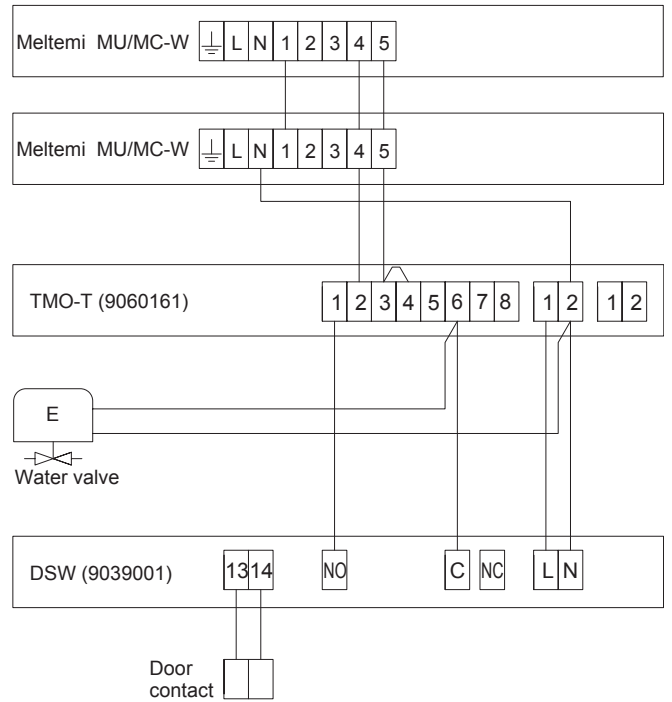 Meltemi MU/MC-W L N 1 2 3 4 5
Meltemi MU/MC-W L N 1 2 3 4 5
TMO-T (9060161) 1 2 3 4 5 6 7 8 1 2 1 2
E
Water valve
DSW (9039001) 13 14 NO C NC L N
Door
contact